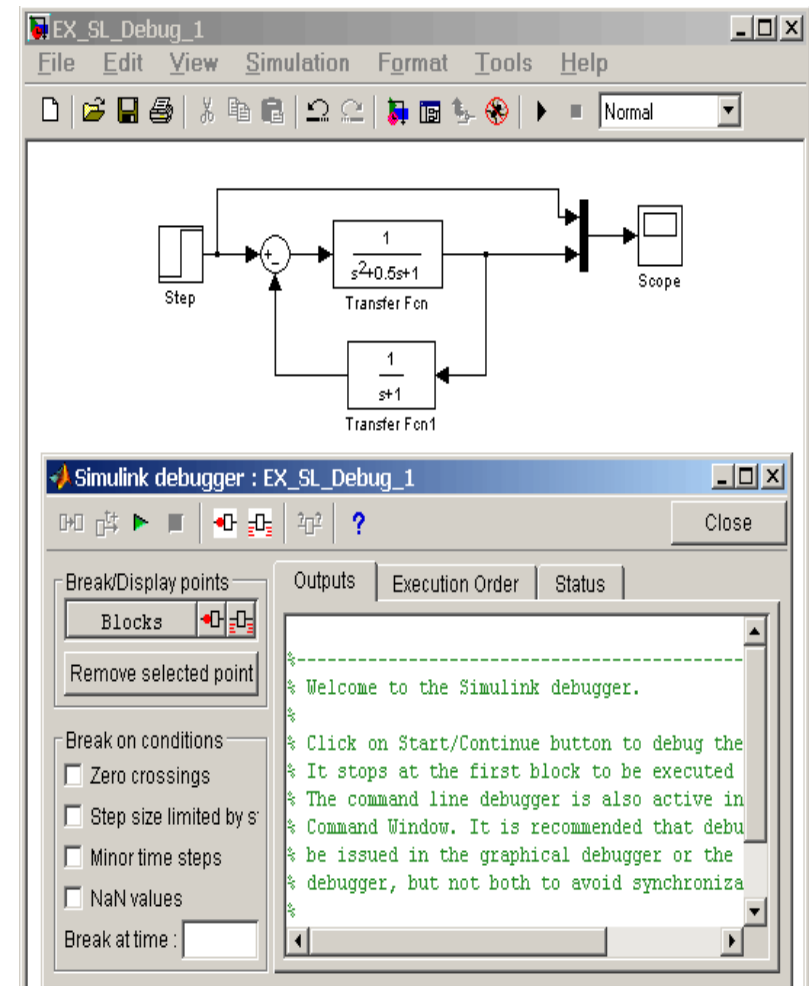 EX_SL_Debug_1
File Edit View Simulation Format Tools Help
Normal
Step
+
−
1
s²+0.5s+1
Transfer Fcn
Scope
1
s+1
Transfer Fcn1
Simulink debugger : EX_SL_Debug_1
Close
Break/Display points
Blocks
Remove selected point
Break on conditions
Zero crossings
Step size limited by s
Minor time steps
NaN values
Break at time :
Outputs Execution Order Status
%------------------------------------------
% Welcome to the Simulink debugger.
%
% Click on Start/Continue button to debug the
% It stops at the first block to be executed
% The command line debugger is also active in
% Command Window. It is recommended that debu
% be issued in the graphical debugger or the
% debugger, but not both to avoid synchroniza
%